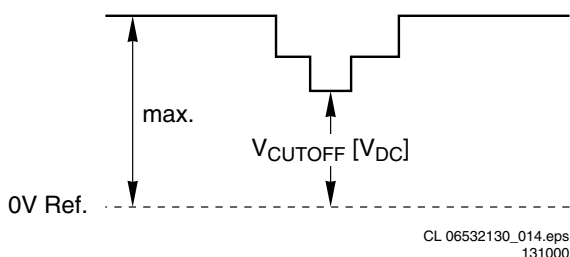 max.
VCUTOFF [VDC]
0V Ref.
CL 06532130_014.eps
131000